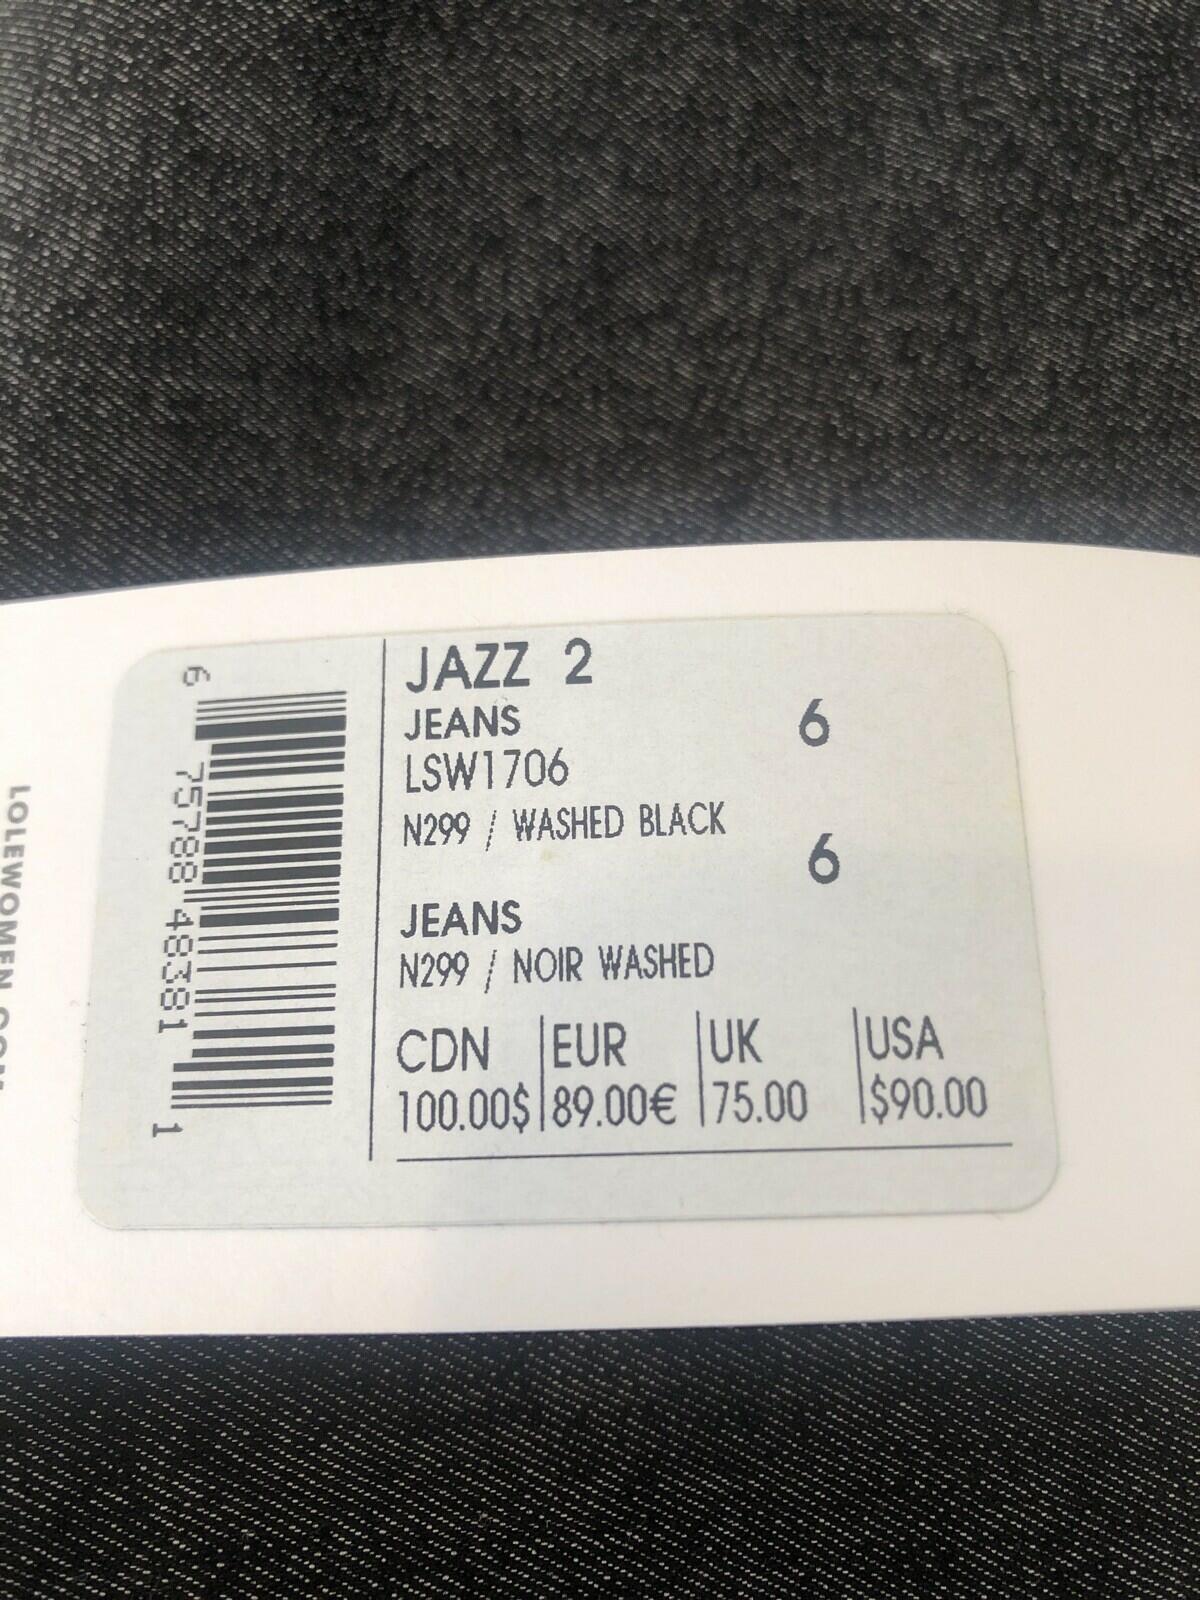 JAZZ 2
JEANS 6
LSW1706
N299 / WASHED BLACK
6
JEANS
N299 / NOIR WASHED
CDN EUR UK USA
100.00$ 89.00€ 75.00 $90.00
6 75788 48381 1
LOLEWOMEN.COM